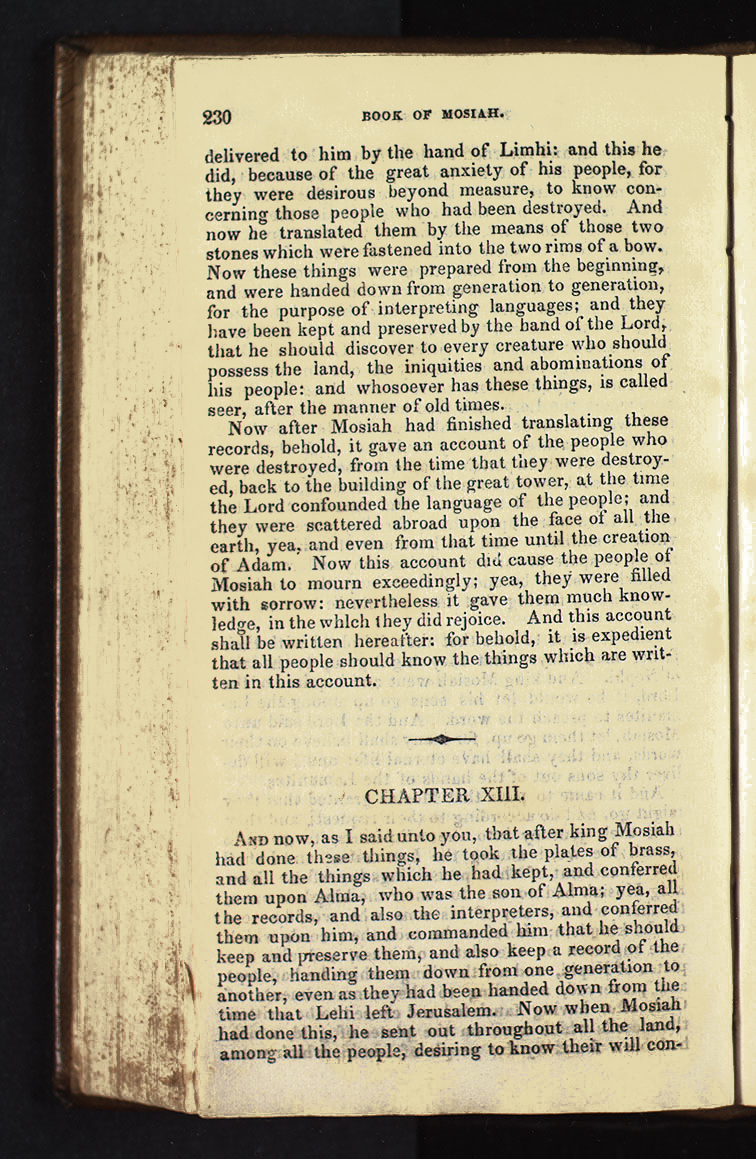 230 BOOK OF MOSIAH.
delivered to him by the hand of Limhi: and this he
did, because of the great anxiety of his people, for
they were desirous beyond measure, to know con-
cerning those people who had been destroyed. And
now he translated them by the means of those two
stones which were fastened into the two rims of a bow.
Now these things were prepared from the beginning,
and were handed down from generation to generation,
for the purpose of interpreting languages; and they
have been kept and preserved by the hand of the Lord,
that he should discover to every creature who should
possess the land, the iniquities and abominations of
his people: and whosoever has these things, is called
seer, after the manner of old times.
Now after Mosiah had finished translating these
records, behold, it gave an account of the people who
were destroyed, from the time that they were destroy-
ed, back to the building of the great tower, at the time
the Lord confounded the language of the people; and
they were scattered abroad upon the face of all the
earth, yea, and even from that time until the creation
of Adam. Now this account did cause the people of
Mosiah to mourn exceedingly; yea, they were filled
with sorrow: nevertheless it gave them much know-
ledge, in the which they did rejoice. And this account
shall be written hereafter: for behold, it is expedient
that all people should know the things which are writ-
ten in this account.
CHAPTER XIII.
AND now, as I said unto you, that after king Mosiah
had done these things, he took the plates of brass,
and all the things which he had kept, and conferred
them upon Alma, who was the son of Alma; yea, all
the records, and also the interpreters, and conferred
them upon him, and commanded him that he should
keep and preserve them, and also keep a record of the
people, handing them down from one generation to
another, even as they had been handed down from the
time that Lehi left Jerusalem. Now when Mosiah
had done this, he sent out throughout all the land,
among all the people, desiring to know their will con-